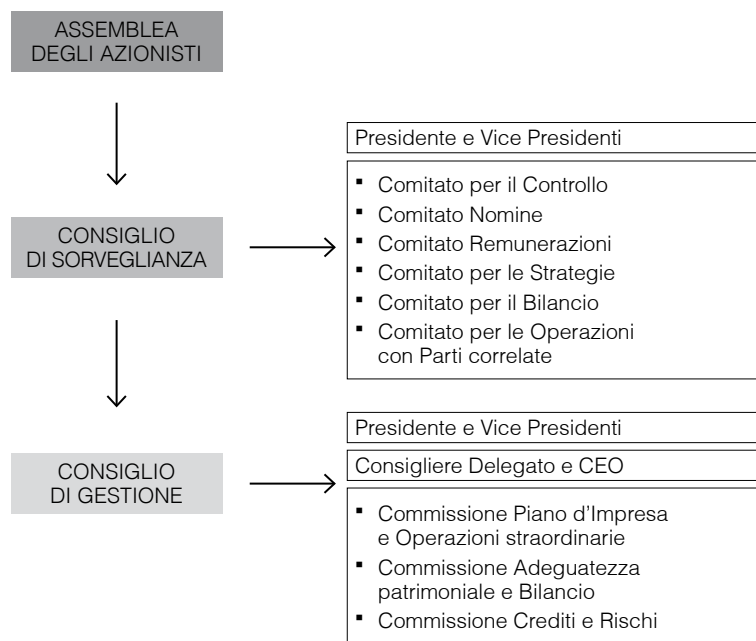 ASSEMBLEA
DEGLI AZIONISTI
Presidente e Vice Presidenti
CONSIGLIO
DI SORVEGLIANZA
▪ Comitato per il Controllo
▪ Comitato Nomine
▪ Comitato Remunerazioni
▪ Comitato per le Strategie
▪ Comitato per il Bilancio
▪ Comitato per le Operazioni
con Parti correlate
Presidente e Vice Presidenti
Consigliere Delegato e CEO
CONSIGLIO
DI GESTIONE
▪ Commissione Piano d'Impresa
e Operazioni straordinarie
▪ Commissione Adeguatezza
patrimoniale e Bilancio
▪ Commissione Crediti e Rischi